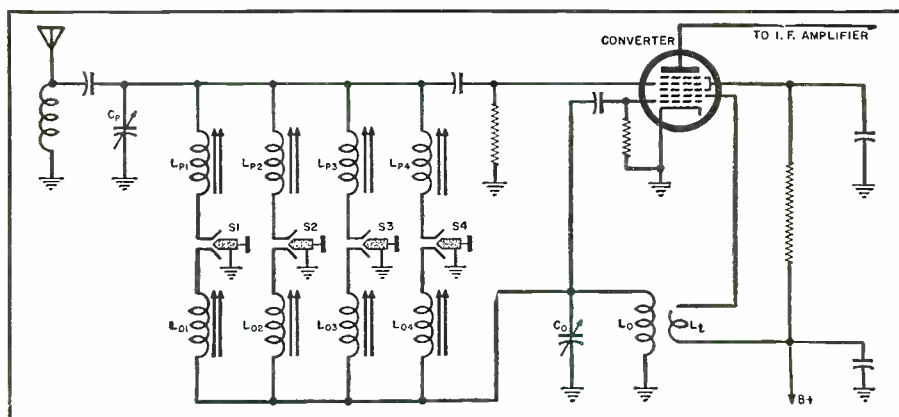 CONVERTER
TO I. F. AMPLIFIER
CP
LP1 LP2 LP3 LP4
S1 S2 S3 S4
LO1 LO2 LO3 LO4 CO LO Lt
B+